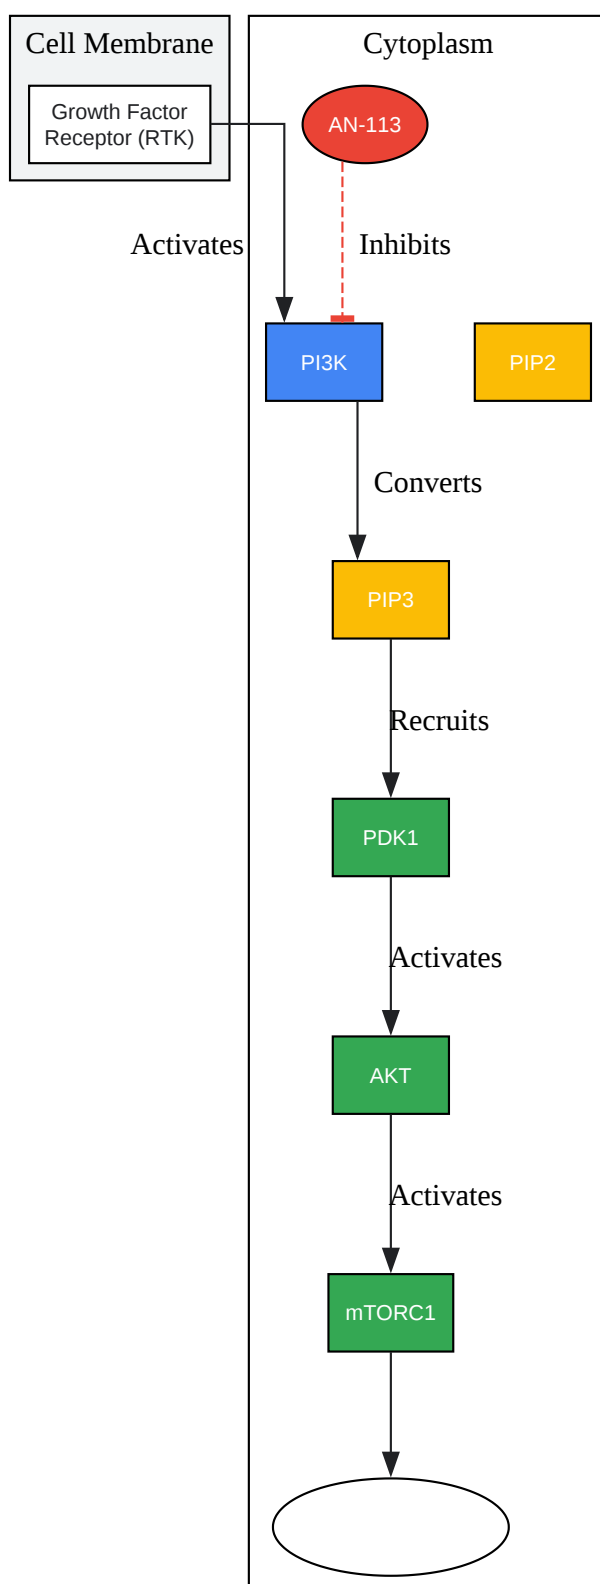 Cell Membrane
Cytoplasm
Growth Factor
Receptor (RTK)
AN-113
Activates
Inhibits
PI3K
PIP2
Converts
PIP3
Recruits
PDK1
Activates
AKT
Activates
mTORC1